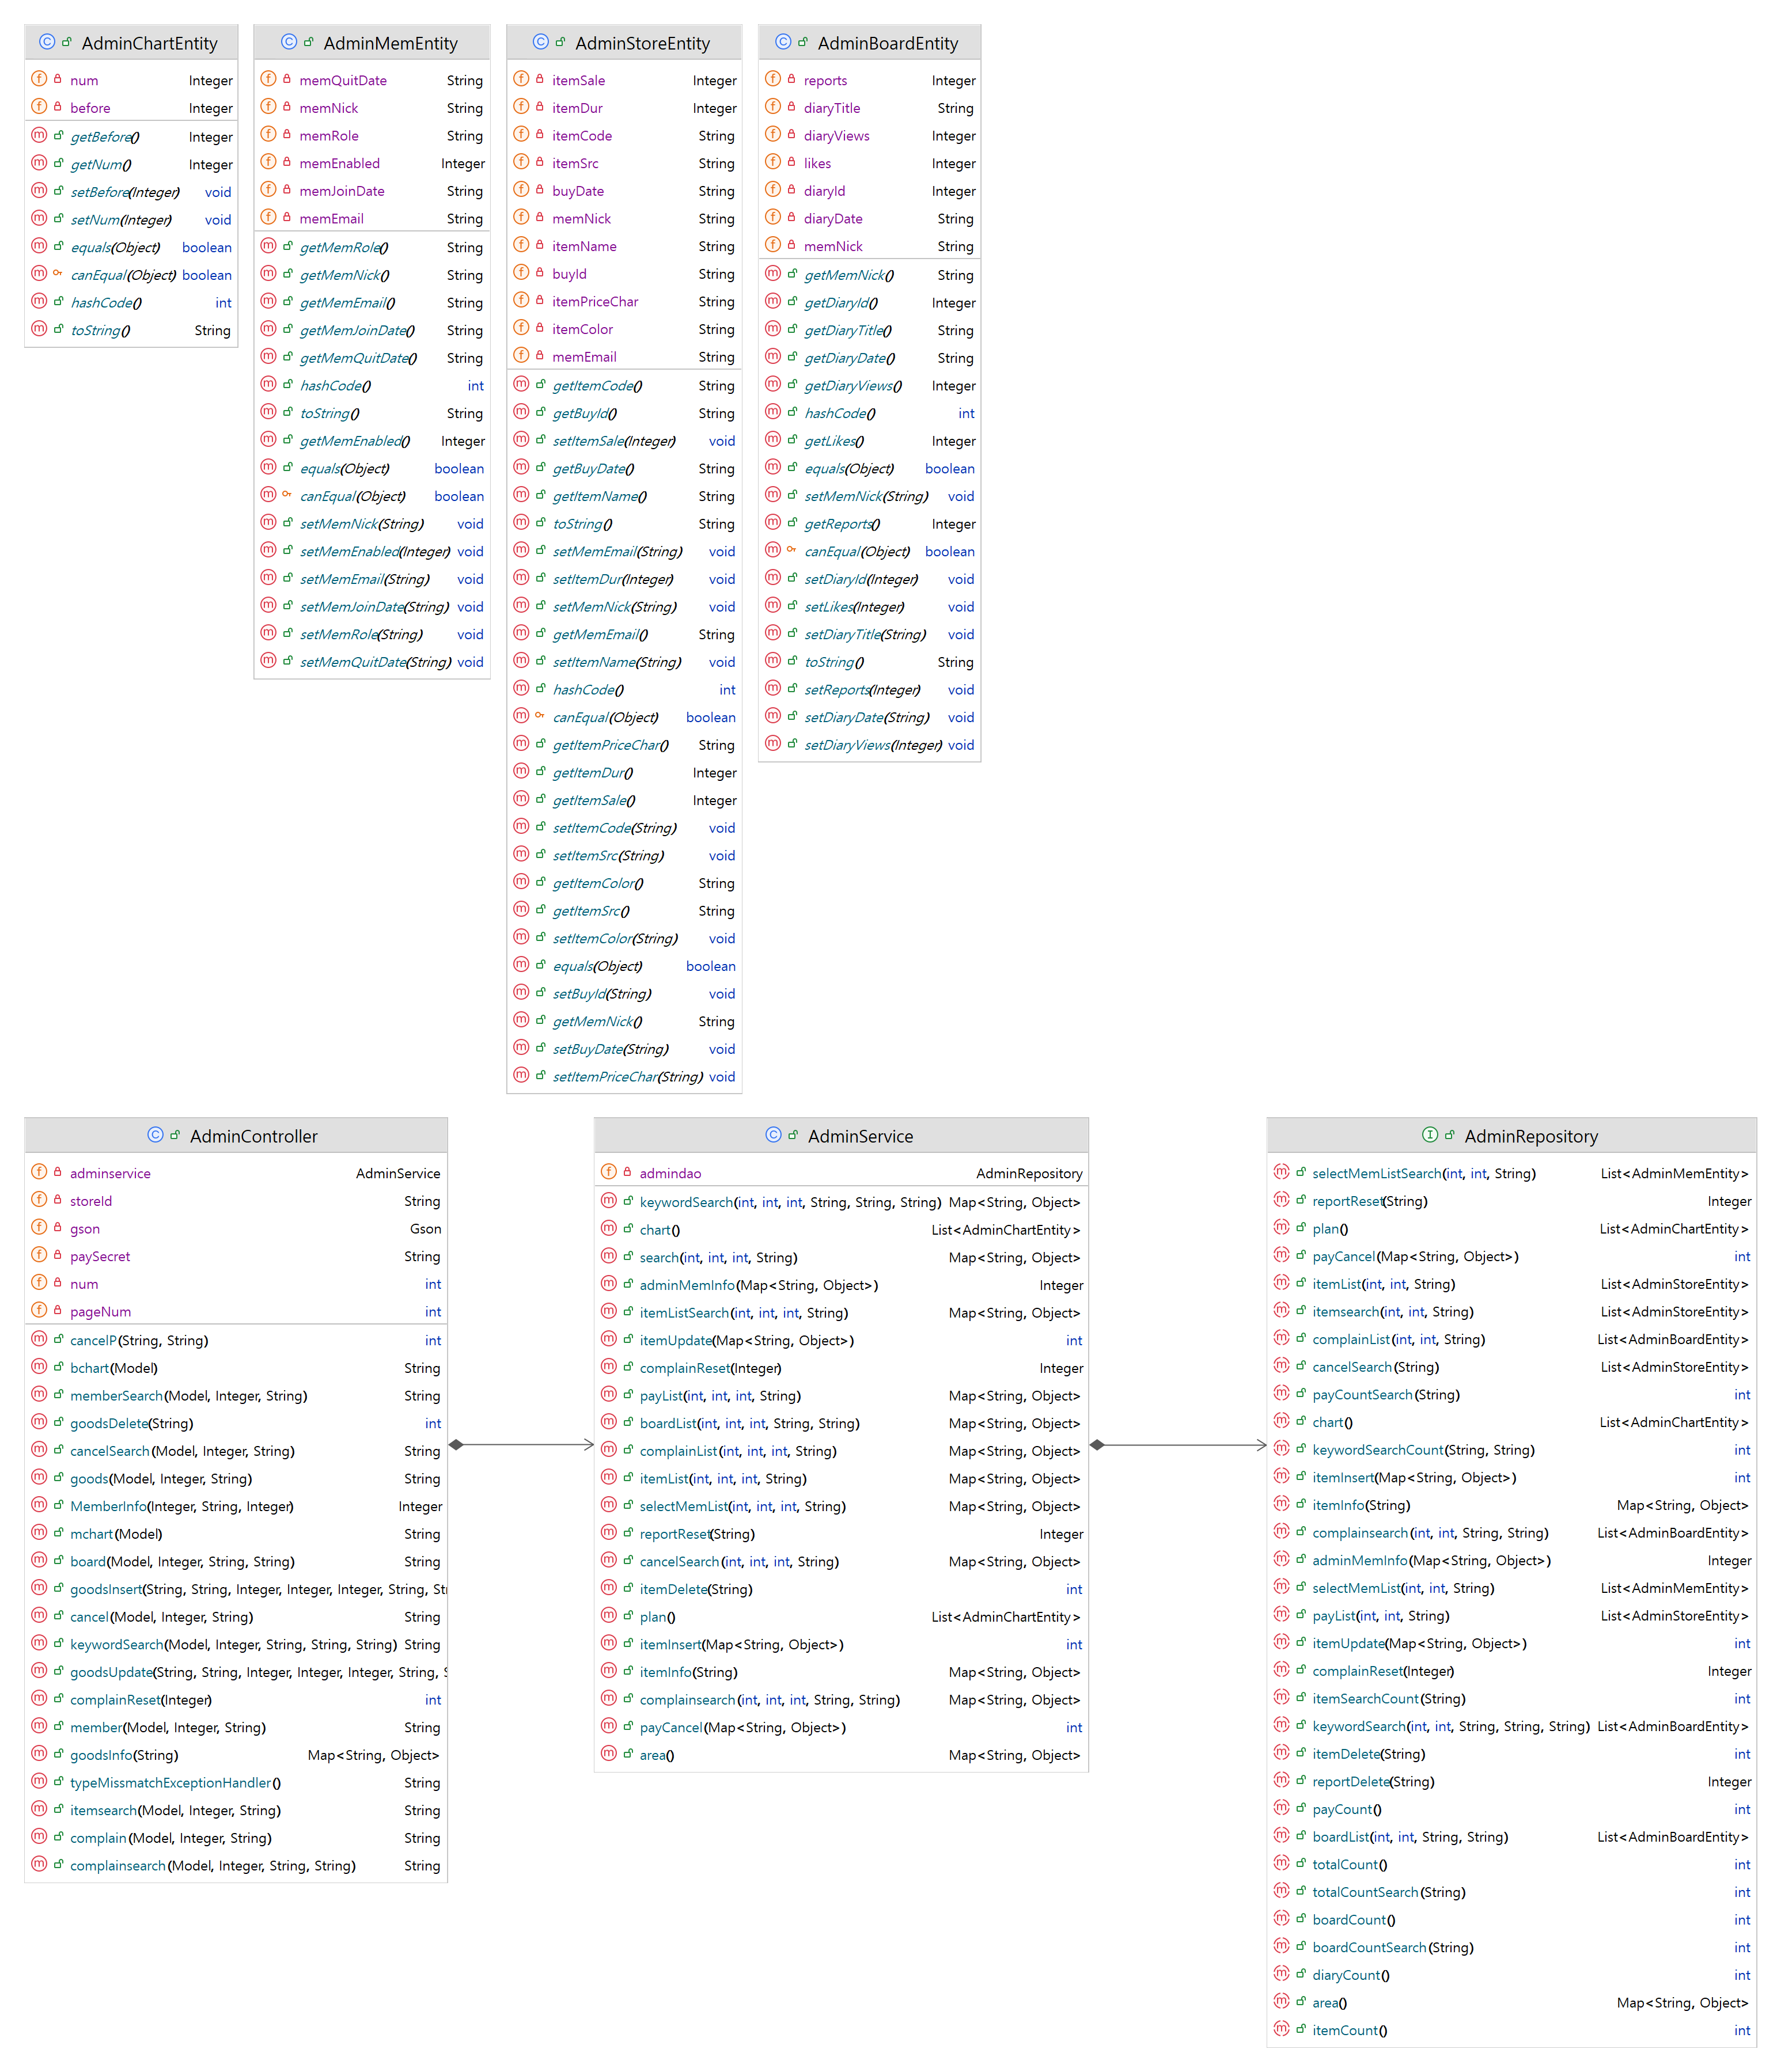 AdminChartEntity
num Integer
before Integer
getBefore() Integer
getNum() Integer
setBefore(Integer) void
setNum(Integer) void
equals(Object) boolean
canEqual(Object) boolean
hashCode() int
toString() String
AdminMemEntity
memQuitDate String
memNick String
memRole String
memEnabled Integer
memJoinDate String
memEmail String
getMemRole() String
getMemNick() String
getMemEmail() String
getMemJoinDate() String
getMemQuitDate() String
hashCode() int
toString() String
getMemEnabled() Integer
equals(Object) boolean
canEqual(Object) boolean
setMemNick(String) void
setMemEnabled(Integer) void
setMemEmail(String) void
setMemJoinDate(String) void
setMemRole(String) void
setMemQuitDate(String) void
AdminStoreEntity
itemSale Integer
itemDur Integer
itemCode String
itemSrc String
buyDate String
memNick String
itemName String
buyId String
itemPriceChar String
itemColor String
memEmail String
getItemCode() String
getBuyId() String
setItemSale(Integer) void
getBuyDate() String
getItemName() String
toString() String
setMemEmail(String) void
setItemDur(Integer) void
setMemNick(String) void
getMemEmail() String
setItemName(String) void
hashCode() int
canEqual(Object) boolean
getItemPriceChar() String
getItemDur() Integer
getItemSale() Integer
setItemCode(String) void
setItemSrc(String) void
getItemColor() String
getItemSrc() String
setItemColor(String) void
equals(Object) boolean
setBuyId(String) void
getMemNick() String
setBuyDate(String) void
setItemPriceChar(String) void
AdminBoardEntity
reports Integer
diaryTitle String
diaryViews Integer
likes Integer
diaryId Integer
diaryDate String
memNick String
getMemNick() String
getDiaryId() Integer
getDiaryTitle() String
getDiaryDate() String
getDiaryViews() Integer
hashCode() int
getLikes() Integer
equals(Object) boolean
setMemNick(String) void
getReports() Integer
canEqual(Object) boolean
setDiaryId(Integer) void
setLikes(Integer) void
setDiaryTitle(String) void
toString() String
setReports(Integer) void
setDiaryDate(String) void
setDiaryViews(Integer) void
AdminController
adminservice AdminService
storeId String
gson Gson
paySecret String
num int
pageNum int
cancelP(String, String) int
bchart(Model) String
memberSearch(Model, Integer, String) String
goodsDelete(String) int
cancelSearch(Model, Integer, String) String
goods(Model, Integer, String) String
MemberInfo(Integer, String, Integer) Integer
mchart(Model) String
board(Model, Integer, String, String) String
goodsInsert(String, String, Integer, Integer, Integer, String, Str
cancel(Model, Integer, String) String
keywordSearch(Model, Integer, String, String, String) String
goodsUpdate(String, String, Integer, Integer, Integer, String, S
complainReset(Integer) int
member(Model, Integer, String) String
goodsInfo(String) Map<String, Object>
typeMissmatchExceptionHandler() String
itemsearch(Model, Integer, String) String
complain(Model, Integer, String) String
complainsearch(Model, Integer, String, String) String
AdminService
admindao AdminRepository
keywordSearch(int, int, int, String, String, String) Map<String, Object>
chart() List<AdminChartEntity>
search(int, int, int, String) Map<String, Object>
adminMemInfo(Map<String, Object>) Integer
itemListSearch(int, int, int, String) Map<String, Object>
itemUpdate(Map<String, Object>) int
complainReset(Integer) Integer
payList(int, int, int, String) Map<String, Object>
boardList(int, int, int, String, String) Map<String, Object>
complainList(int, int, int, String) Map<String, Object>
itemList(int, int, int, String) Map<String, Object>
selectMemList(int, int, int, String) Map<String, Object>
reportReset(String) Integer
cancelSearch(int, int, int, String) Map<String, Object>
itemDelete(String) int
plan() List<AdminChartEntity>
itemInsert(Map<String, Object>) int
itemInfo(String) Map<String, Object>
complainsearch(int, int, int, String, String) Map<String, Object>
payCancel(Map<String, Object>) int
area() Map<String, Object>
AdminRepository
selectMemListSearch(int, int, String) List<AdminMemEntity>
reportReset(String) Integer
plan() List<AdminChartEntity>
payCancel(Map<String, Object>) int
itemList(int, int, String) List<AdminStoreEntity>
itemsearch(int, int, String) List<AdminStoreEntity>
complainList(int, int, String) List<AdminBoardEntity>
cancelSearch(String) List<AdminStoreEntity>
payCountSearch(String) int
chart() List<AdminChartEntity>
keywordSearchCount(String, String) int
itemInsert(Map<String, Object>) int
itemInfo(String) Map<String, Object>
complainsearch(int, int, String, String) List<AdminBoardEntity>
adminMemInfo(Map<String, Object>) Integer
selectMemList(int, int, String) List<AdminMemEntity>
payList(int, int, String) List<AdminStoreEntity>
itemUpdate(Map<String, Object>) int
complainReset(Integer) Integer
itemSearchCount(String) int
keywordSearch(int, int, String, String, String) List<AdminBoardEntity>
itemDelete(String) int
reportDelete(String) Integer
payCount() int
boardList(int, int, String, String) List<AdminBoardEntity>
totalCount() int
totalCountSearch(String) int
boardCount() int
boardCountSearch(String) int
diaryCount() int
area() Map<String, Object>
itemCount() int